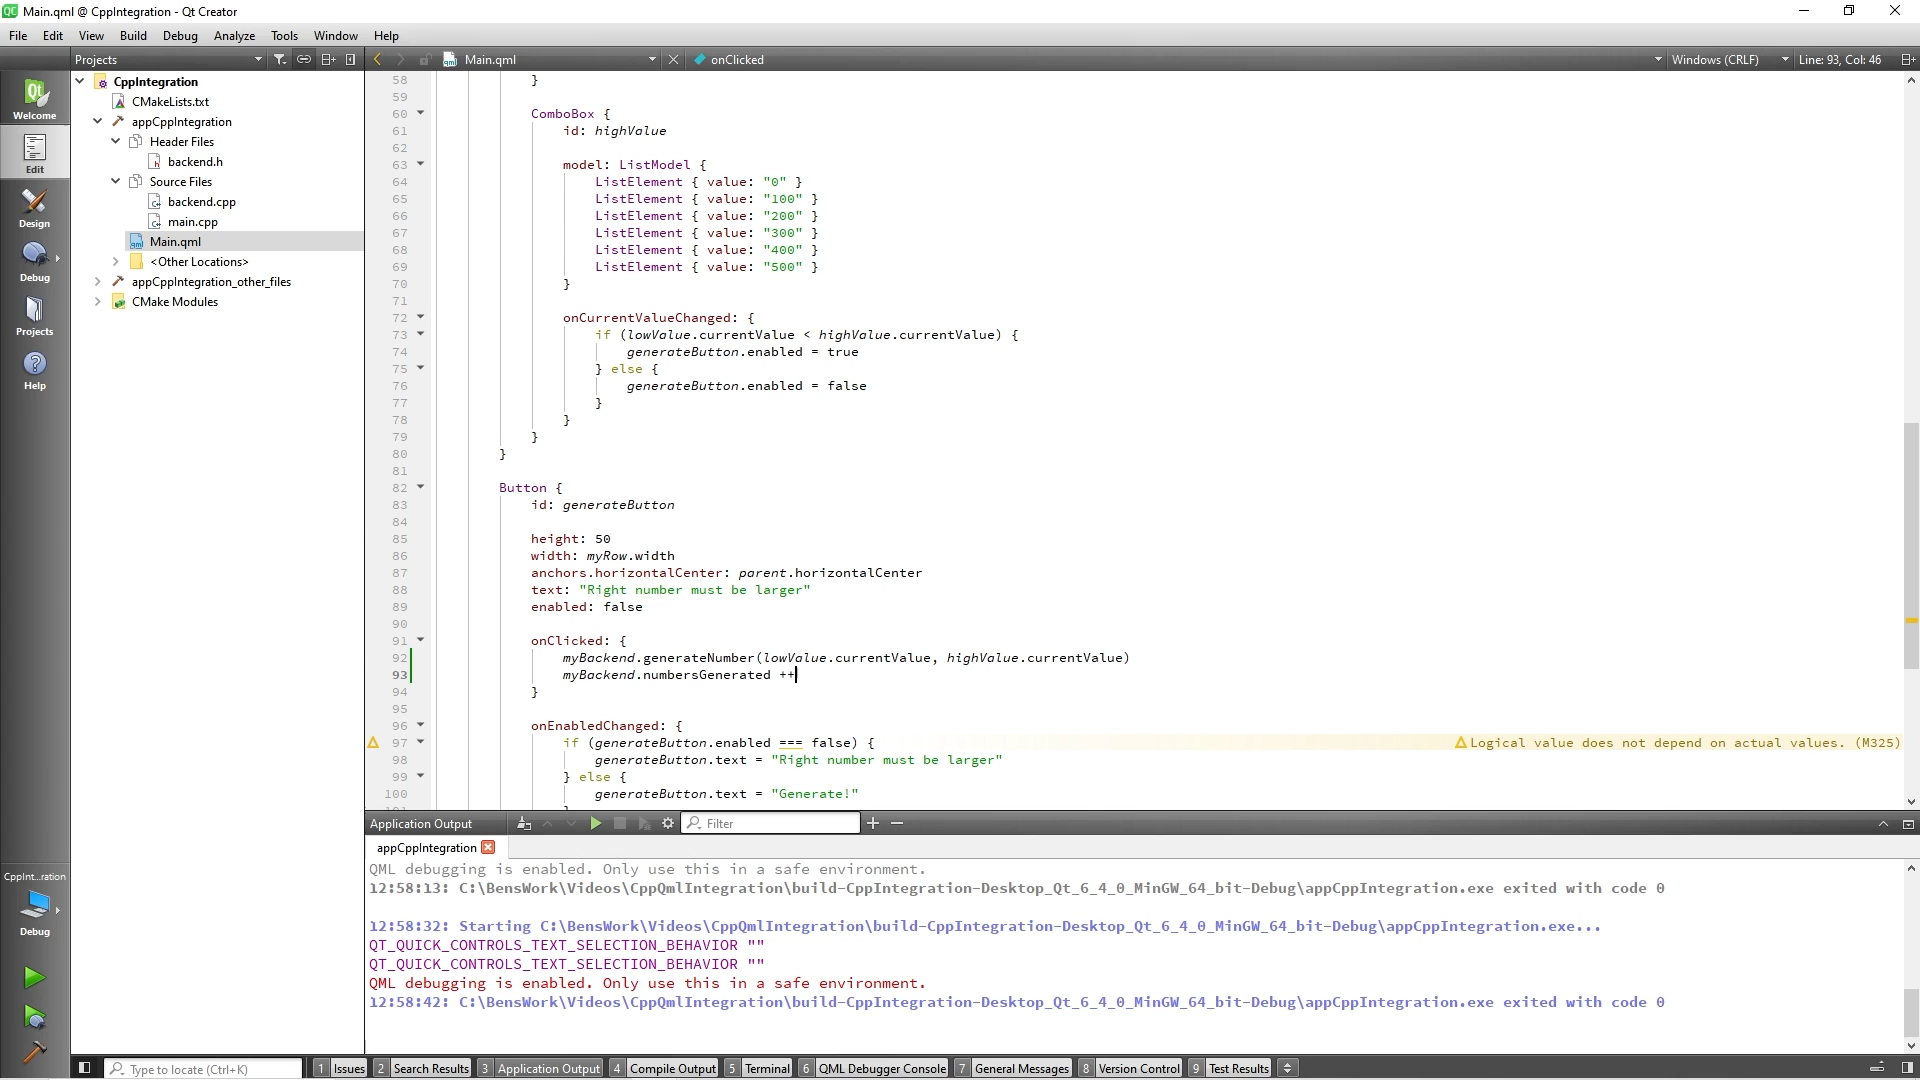 Main.qml @ CppIntegration - Qt Creator
File Edit View Build Debug Analyze Tools Window Help
Projects
Main.qml
onClicked
Windows (CRLF)
Line: 93, Col: 46
Welcome
Edit
Design
Debug
Projects
Help
CppIntegration
CMakeLists.txt
appCppIntegration
Header Files
backend.h
Source Files
backend.cpp
main.cpp
Main.qml
<Other Locations>
appCppIntegration_other_files
CMake Modules
58 }
59
60 ComboBox {
61 id: highValue
62
63 model: ListModel {
64 ListElement { value: "0" }
65 ListElement { value: "100" }
66 ListElement { value: "200" }
67 ListElement { value: "300" }
68 ListElement { value: "400" }
69 ListElement { value: "500" }
70 }
71
72 onCurrentValueChanged: {
73 if (lowValue.currentValue < highValue.currentValue) {
74 generateButton.enabled = true
75 } else {
76 generateButton.enabled = false
77 }
78 }
79 }
80 }
81
82 Button {
83 id: generateButton
84
85 height: 50
86 width: myRow.width
87 anchors.horizontalCenter: parent.horizontalCenter
88 text: "Right number must be larger"
89 enabled: false
90
91 onClicked: {
92 myBackend.generateNumber(lowValue.currentValue, highValue.currentValue)
93 myBackend.numbersGenerated ++
94 }
95
96 onEnabledChanged: {
97 if (generateButton.enabled === false) { Logical value does not depend on actual values. (M325)
98 generateButton.text = "Right number must be larger"
99 } else {
100 generateButton.text = "Generate!"
Application Output
Filter
appCppIntegration
QML debugging is enabled. Only use this in a safe environment.
12:58:13: C:\BensWork\Videos\CppQmlIntegration\build-CppIntegration-Desktop_Qt_6_4_0_MinGW_64_bit-Debug\appCppIntegration.exe exited with code 0
12:58:32: Starting C:\BensWork\Videos\CppQmlIntegration\build-CppIntegration-Desktop_Qt_6_4_0_MinGW_64_bit-Debug\appCppIntegration.exe...
QT_QUICK_CONTROLS_TEXT_SELECTION_BEHAVIOR ""
QT_QUICK_CONTROLS_TEXT_SELECTION_BEHAVIOR ""
QML debugging is enabled. Only use this in a safe environment.
12:58:42: C:\BensWork\Videos\CppQmlIntegration\build-CppIntegration-Desktop_Qt_6_4_0_MinGW_64_bit-Debug\appCppIntegration.exe exited with code 0
CppInt...ration
Debug
Type to locate (Ctrl+K)
1 Issues 2 Search Results 3 Application Output 4 Compile Output 5 Terminal 6 QML Debugger Console 7 General Messages 8 Version Control 9 Test Results